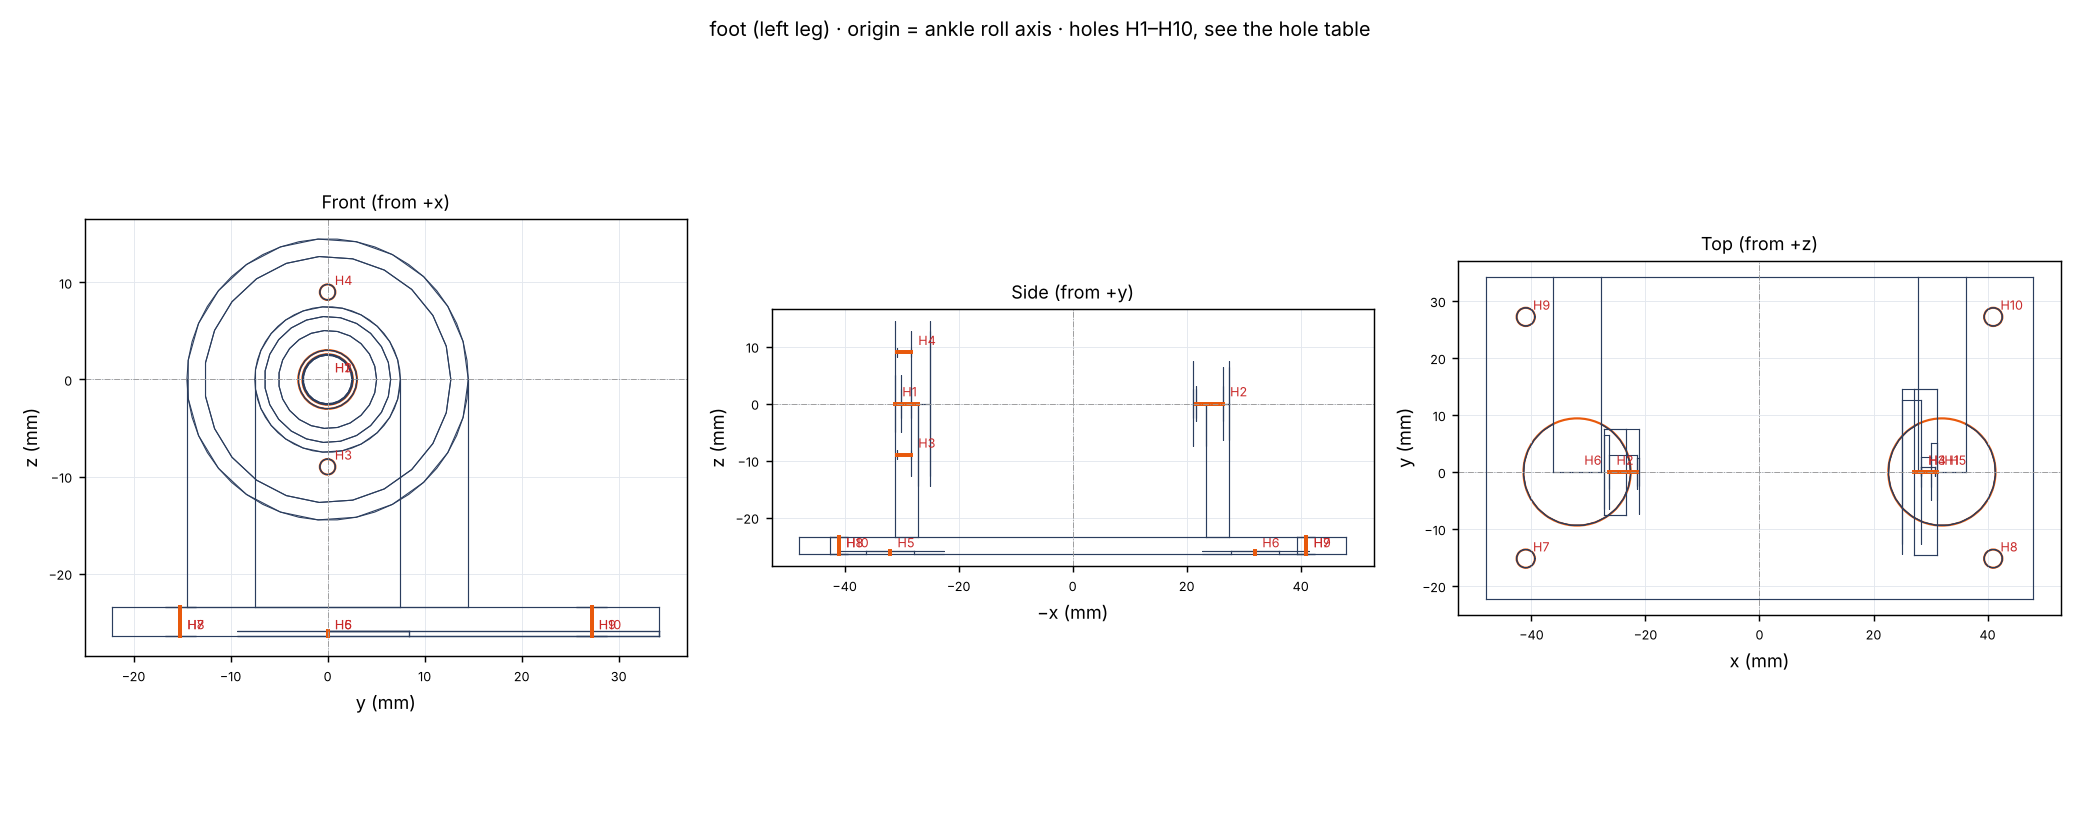 foot (left leg) · origin = ankle roll axis · holes H1–H10, see the hole table
Front (from +x)
z (mm)
10
0
−10
−20
H4
H3
−20
−10
0
10
20
30
y (mm)
Side (from +y)
z (mm)
10
0
−10
−20
H4
H1
H3
H2
H5
H6
−40
−20
0
20
40
−x (mm)
Top (from +z)
y (mm)
30
20
10
0
−10
−20
H9
H10
H6
H2
H7
H8
−40
−20
0
20
40
x (mm)